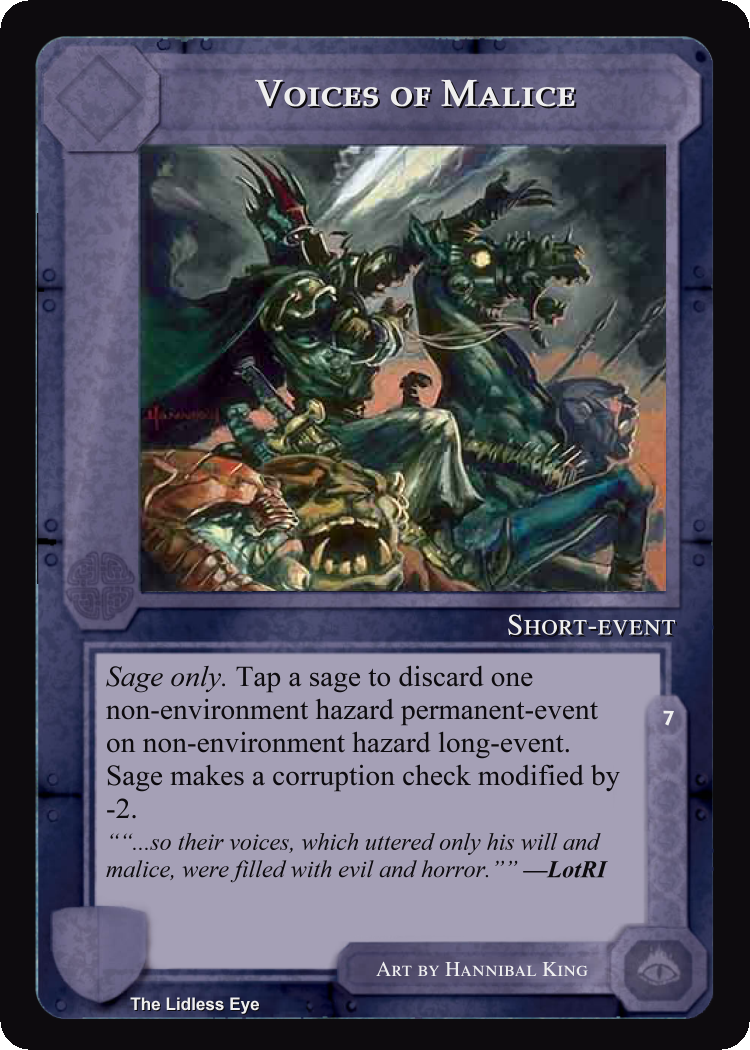 VOICES OF MALICE
HANNIBAL K
SHORT-EVENT
Sage only. Tap a sage to discard one
non-environment hazard permanent-event
on non-environment hazard long-event.
Sage makes a corruption check modified by
-2.
7
““...so their voices, which uttered only his will and
malice, were filled with evil and horror.”” —LotRI
ART BY HANNIBAL KING
The Lidless Eye